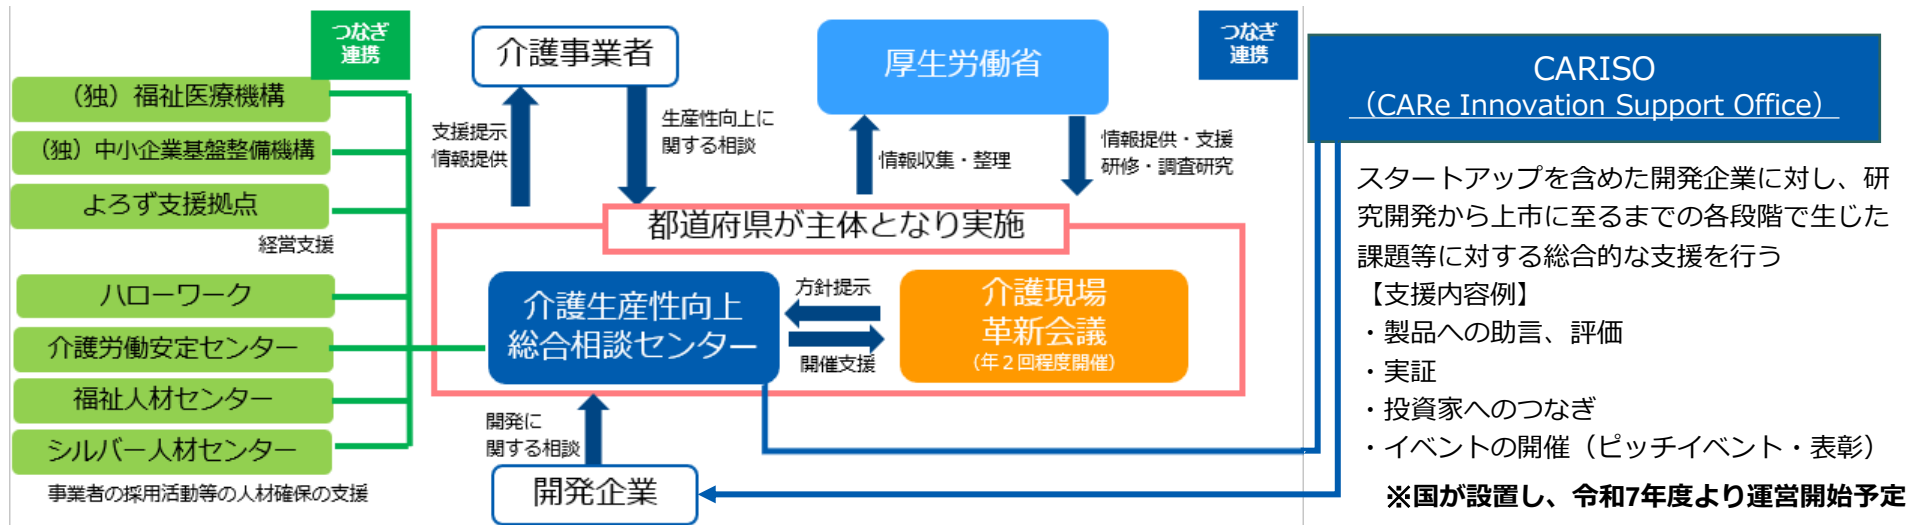 つなぎ
連携
(独)福祉医療機構
(独)中小企業基盤整備機構
よろず支援拠点
経営支援
ハローワーク
介護労働安定センター
福祉人材センター
シルバー人材センター
事業者の採用活動等の人材確保の支援
介護事業者
支援提示
情報提供
生産性向上に
関する相談
厚生労働省
情報収集・整理
情報提供・支援
研修・調査研究
つなぎ
連携
都道府県が主体となり実施
介護生産性向上
総合相談センター
方針提示
開催支援
介護現場
革新会議
(年2回程度開催)
開発に
関する相談
開発企業
CARISO
(CARe Innovation Support Office)
スタートアップを含めた開発企業に対し、研
究開発から上市に至るまでの各段階で生じた
課題等に対する総合的な支援を行う
【支援内容例】
・製品への助言、評価
・実証
・投資家へのつなぎ
・イベントの開催(ピッチイベント・表彰)
※国が設置し、令和7年度より運営開始予定